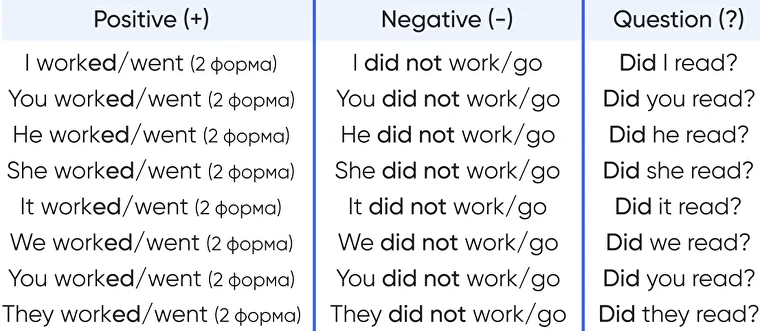 Positive (+) Negative (-) Question (?)
I worked/went (2 форма) I did not work/go Did I read?
You worked/went (2 форма) You did not work/go Did you read?
He worked/went (2 форма) He did not work/go Did he read?
She worked/went (2 форма) She did not work/go Did she read?
It worked/went (2 форма) It did not work/go Did it read?
We worked/went (2 форма) We did not work/go Did we read?
You worked/went (2 форма) You did not work/go Did you read?
They worked/went (2 форма) They did not work/go Did they read?